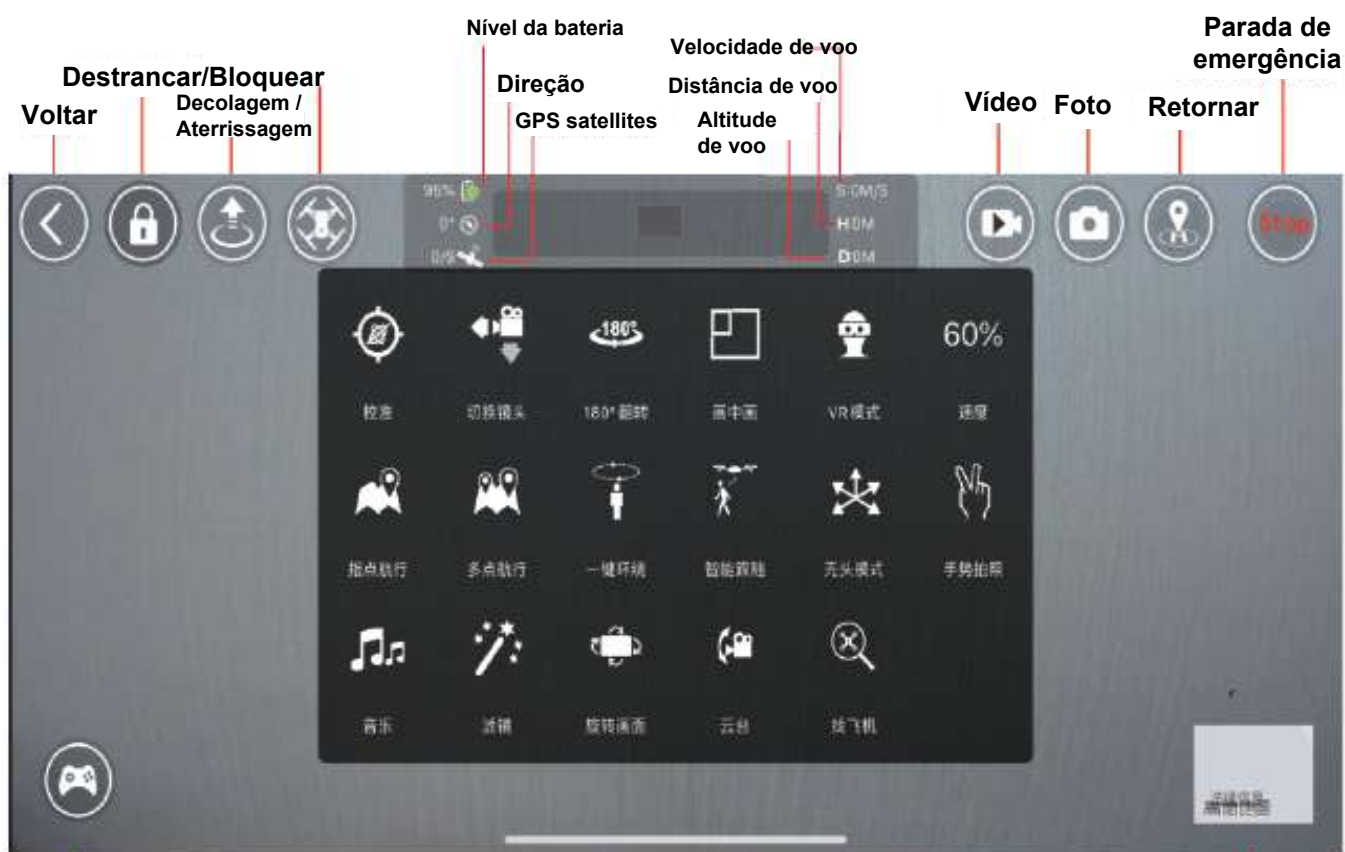 Parada de
emergência
Nível da bateria
Velocidade de voo
Destrancar/Bloquear
Direção
Distância de voo
Voltar
Decolagem /
Aterrissagem
GPS satellites
Altitude
de voo
Vídeo
Foto
Retornar
95%
S:0M/S
0°
H:0M
Stop
0/9
D:0M
180°
60%
校准
切换镜头
180°翻转
画中画
VR模式
速度
指点航行
多点航行
一键环绕
智能跟随
无头模式
手势拍照
音乐
滤镜
旋转画面
云台
找飞机